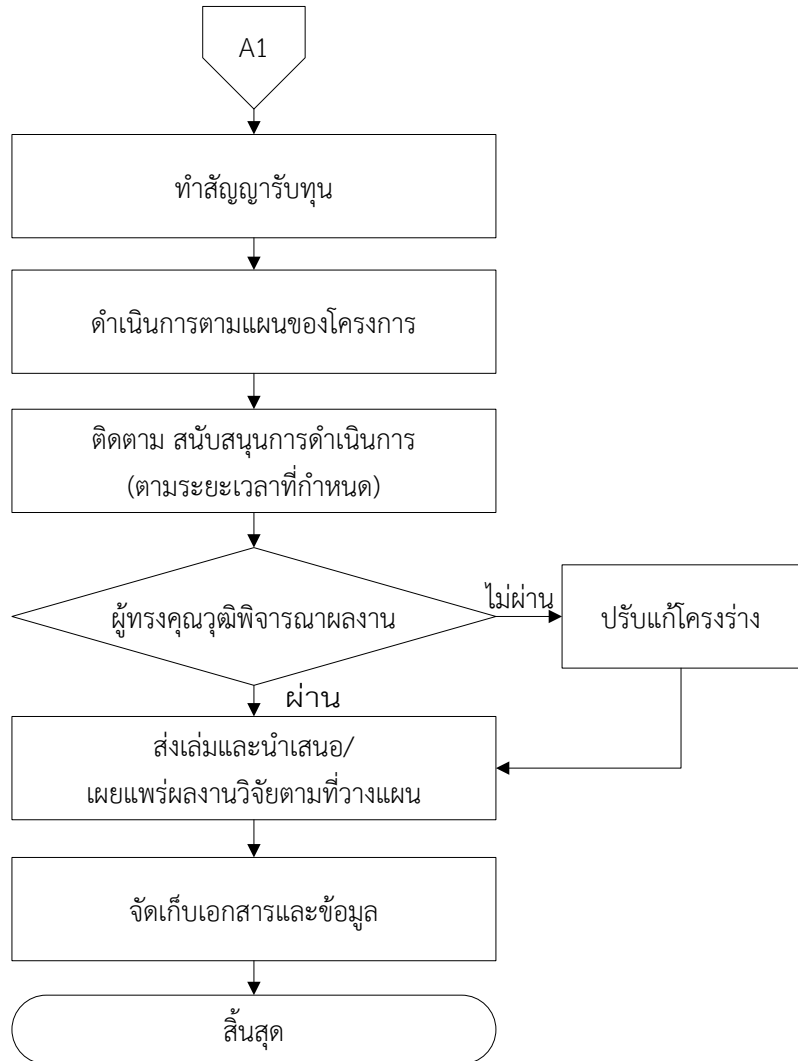 A1
ทำสัญญารับทุน
ดำเนินการตามแผนของโครงการ
ติดตาม สนับสนุนการดำเนินการ
(ตามระยะเวลาที่กำหนด)
ผู้ทรงคุณวุฒิพิจารณาผลงาน
ไม่ผ่าน
ปรับแก้โครงร่าง
ผ่าน
ส่งเล่มและนำเสนอ/
เผยแพร่ผลงานวิจัยตามที่วางแผน
จัดเก็บเอกสารและข้อมูล
สิ้นสุด